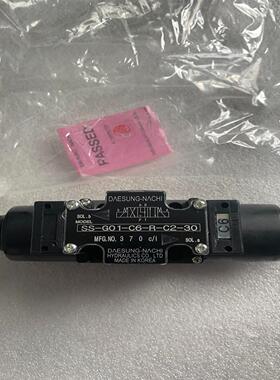 PASSED
DAESUNG-NACHI
SOL.b
MODEL
SS-G01-C6-R-C2-30
MFG.NO. 3 7 0 c/i
SOL.a
DAESUNG-NACHI
HYDRAULICS CO., LTD
MADE IN KOREA
C6